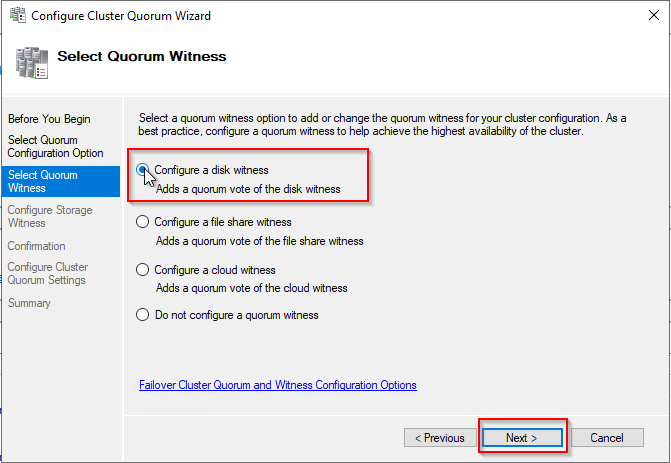 Configure Cluster Quorum Wizard
Select Quorum Witness
Before You Begin
Select Quorum
Configuration Option
Select Quorum
Witness
Configure Storage
Witness
Confirmation
Configure Cluster
Quorum Settings
Summary
Select a quorum witness option to add or change the quorum witness for your cluster configuration. As a
best practice, configure a quorum witness to help achieve the highest availability of the cluster.
Configure a disk witness
Adds a quorum vote of the disk witness
Configure a file share witness
Adds a quorum vote of the file share witness
Configure a cloud witness
Adds a quorum vote of the cloud witness
Do not configure a quorum witness
Failover Cluster Quorum and Witness Configuration Options
< Previous
Next >
Cancel